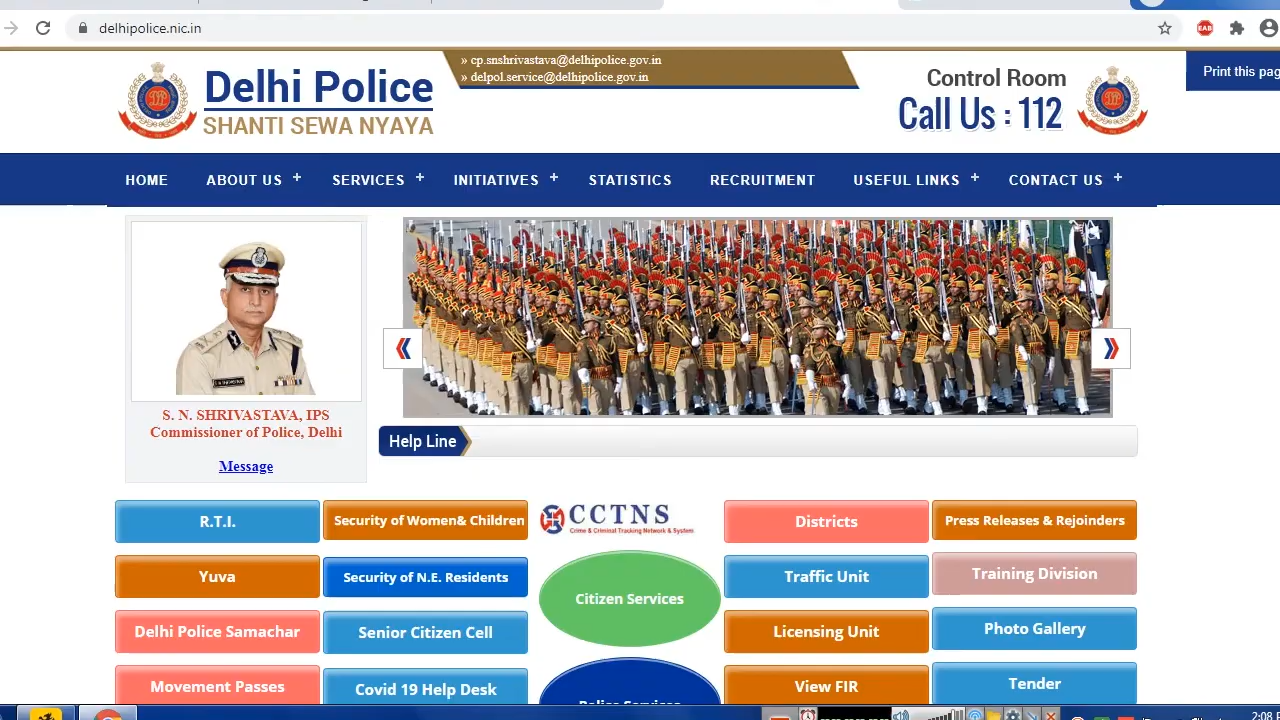 delhipolice.nic.in
» cp.snshrivastava@delhipolice.gov.in
» delpol.service@delhipolice.gov.in
Delhi Police
SHANTI SEWA NYAYA
Control Room
Call Us : 112
Print this pag
HOME ABOUT US + SERVICES + INITIATIVES + STATISTICS RECRUITMENT USEFUL LINKS + CONTACT US +
S. N. SHRIVASTAVA, IPS
Commissioner of Police, Delhi
Message
Help Line
R.T.I. Security of Women& Children CCTNS Districts Press Releases & Rejoinders
Crime & Criminal Tracking Network & System
Yuva Security of N.E. Residents Citizen Services Traffic Unit Training Division
Delhi Police Samachar Senior Citizen Cell Licensing Unit Photo Gallery
Movement Passes Covid 19 Help Desk Police Services View FIR Tender
2:08